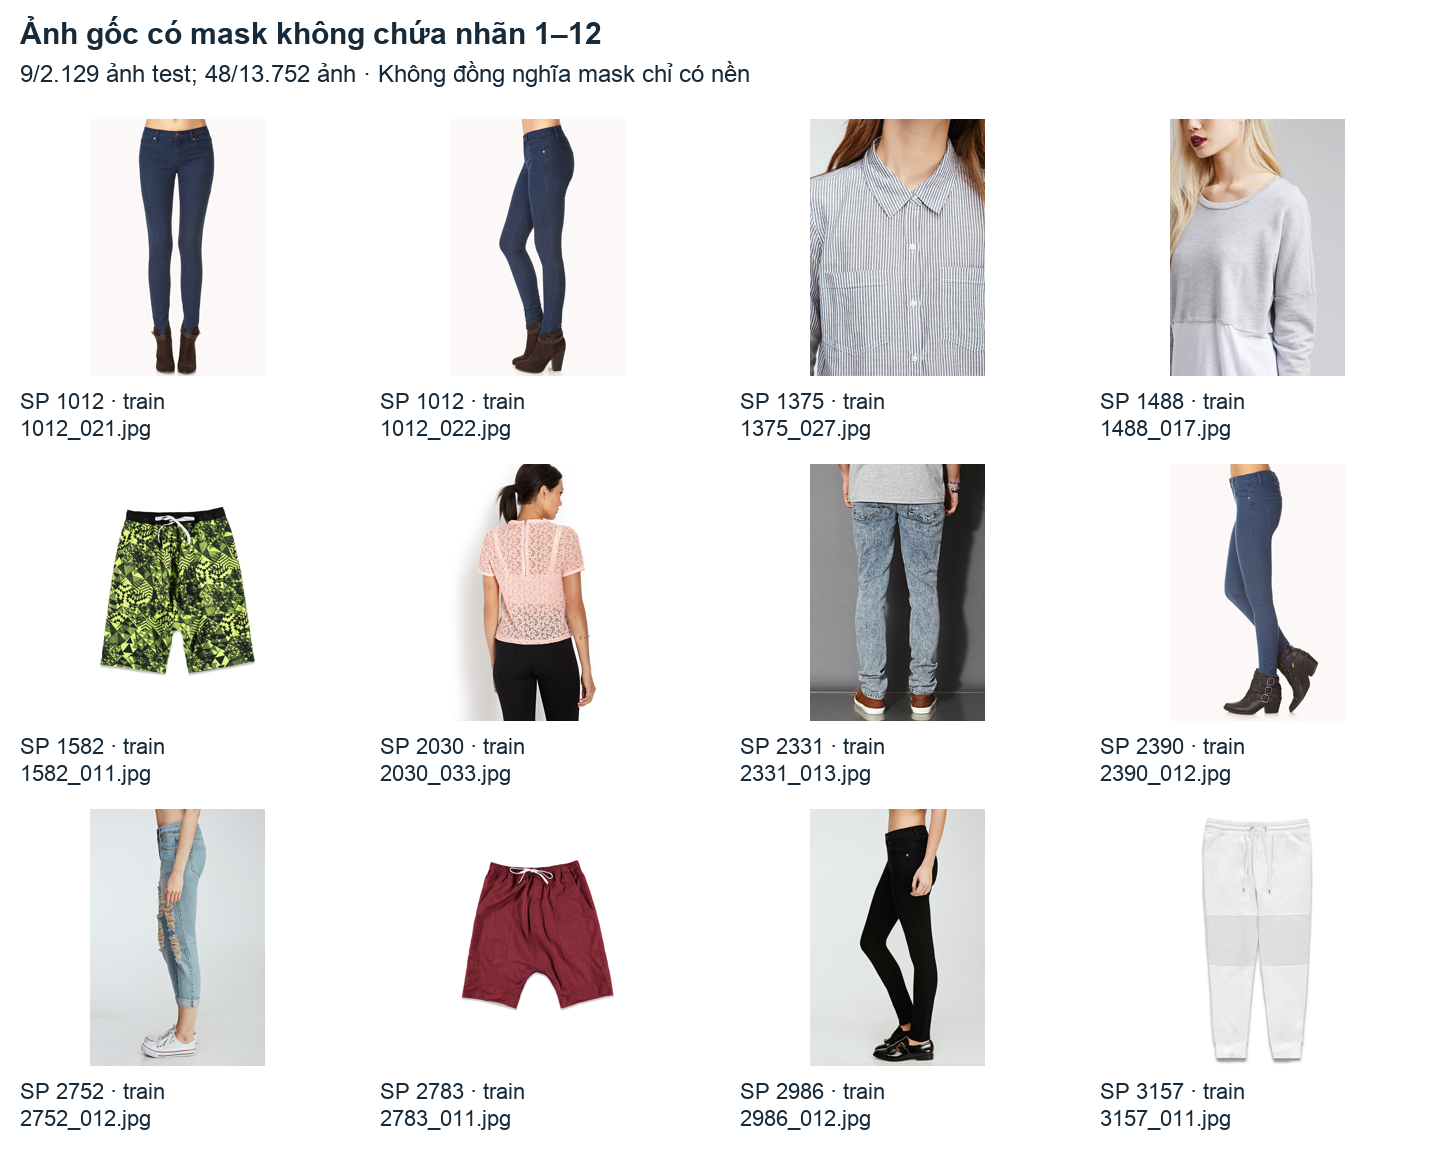 Ảnh gốc có mask không chứa nhãn 1–12
9/2.129 ảnh test; 48/13.752 ảnh · Không đồng nghĩa mask chỉ có nền
SP 1012 · train
1012_021.jpg
SP 1012 · train
1012_022.jpg
SP 1375 · train
1375_027.jpg
SP 1488 · train
1488_017.jpg
SP 1582 · train
1582_011.jpg
SP 2030 · train
2030_033.jpg
SP 2331 · train
2331_013.jpg
SP 2390 · train
2390_012.jpg
SP 2752 · train
2752_012.jpg
SP 2783 · train
2783_011.jpg
SP 2986 · train
2986_012.jpg
SP 3157 · train
3157_011.jpg